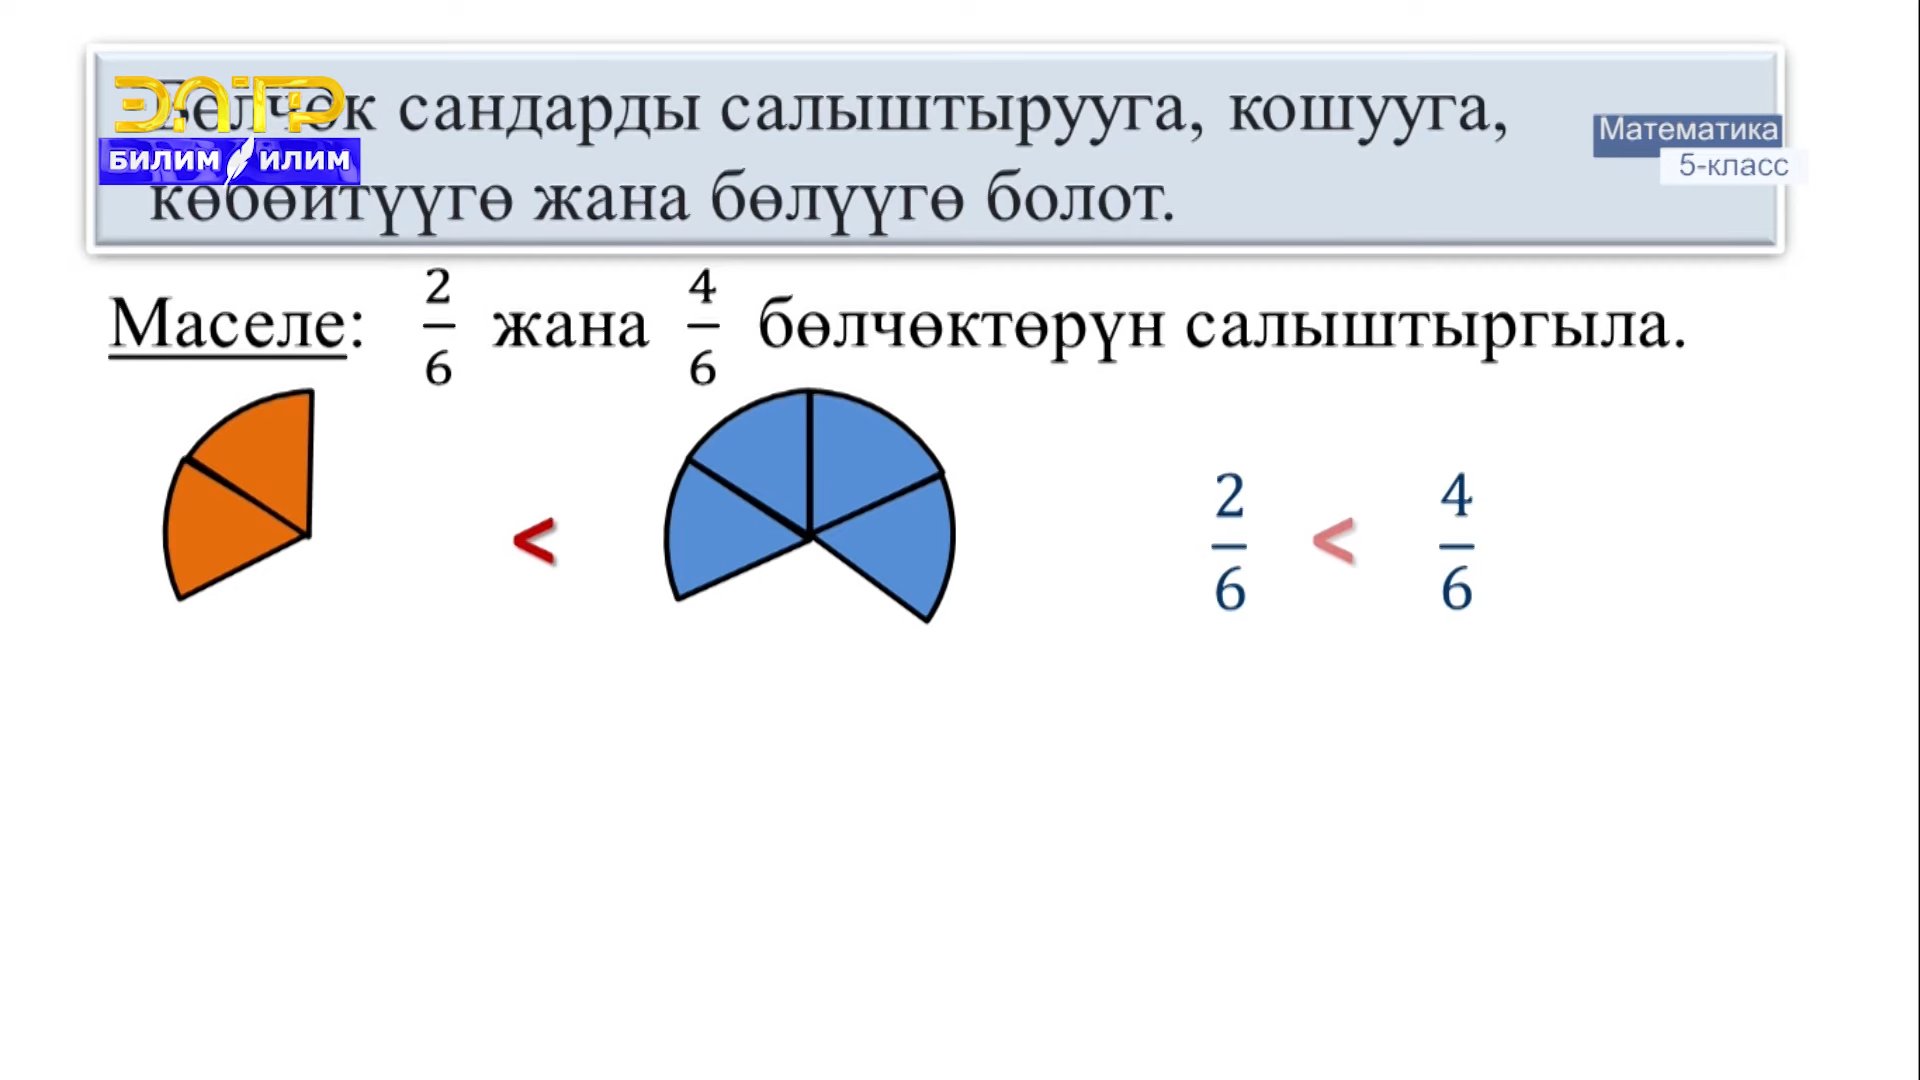 Бөлчөк сандарды салыштырууга, кошууга,
көбөйтүүгө жана бөлүүгө болот.
ЭЛТР
БИЛИМ ИЛИМ
Математика
5-класс
Маселе: 2/6 жана 4/6 бөлчөктөрүн салыштыргыла.
<
2/6 < 4/6